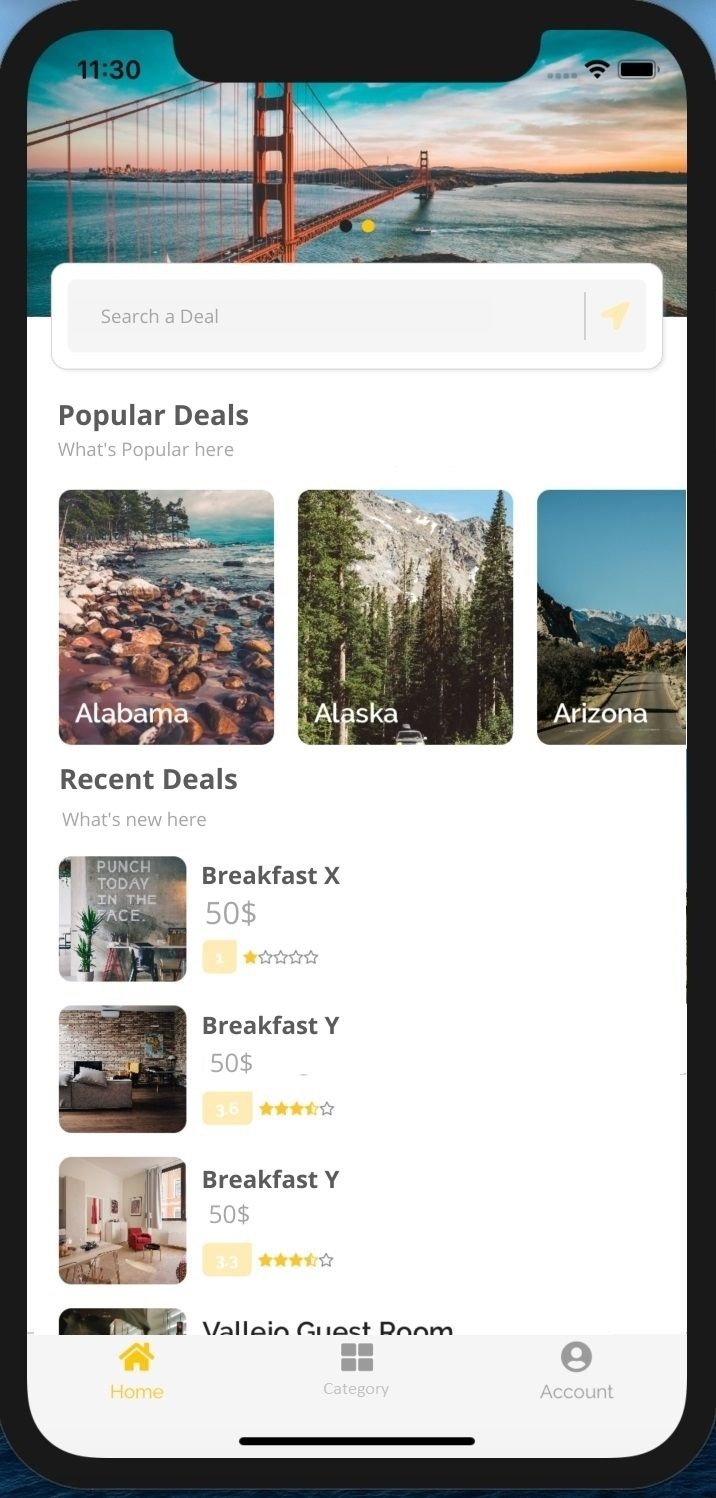 11:30
Search a Deal
Popular Deals
What's Popular here
Alabama
Alaska
Arizona
Recent Deals
What's new here
PUNCH
TODAY
IN THE
FACE.
Breakfast X
50$
1
Breakfast Y
50$
3.6
Breakfast Y
50$
3.3
Vallejo Guest Room
Home
Category
Account